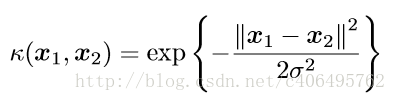 κ(x₁, x₂) = exp { − ‖x₁ − x₂‖² / 2σ² }
http://blog.csdn.net/c406495762